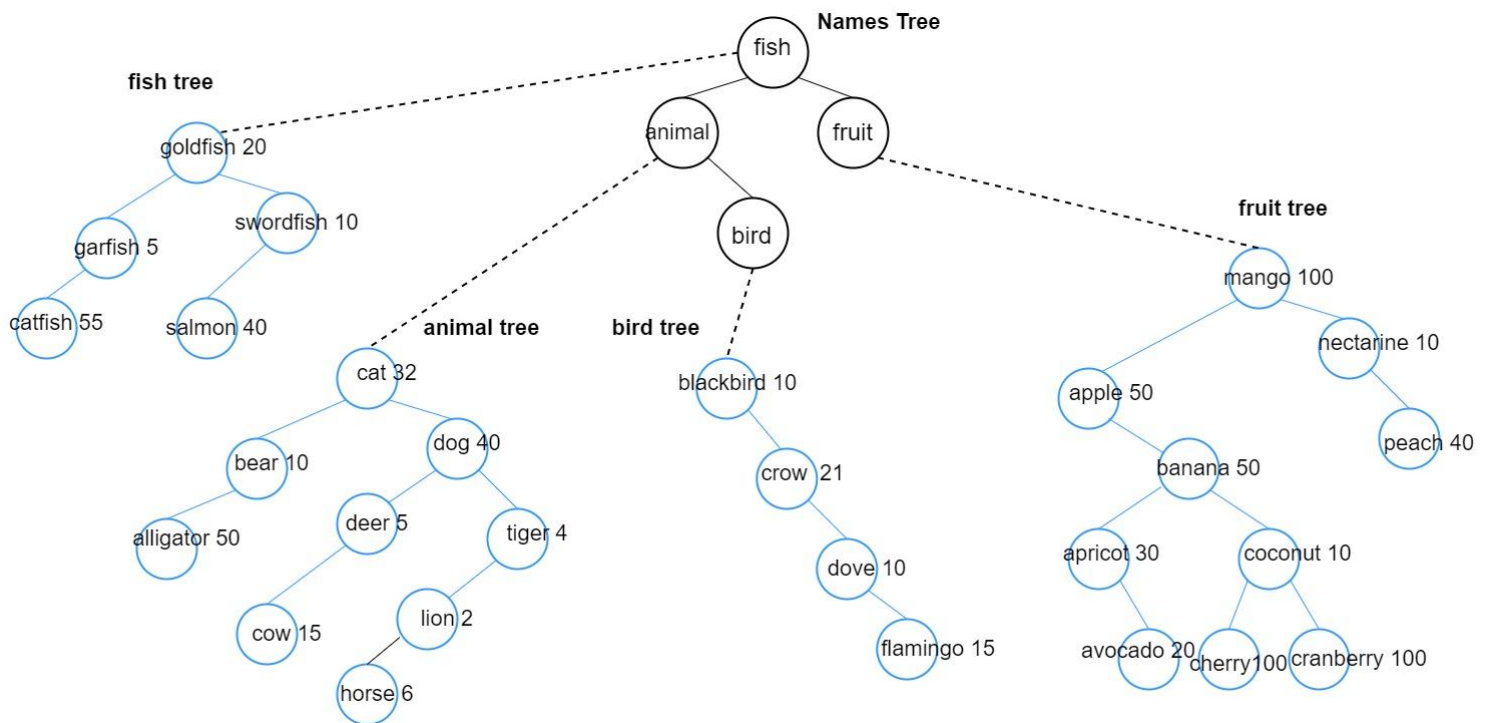 Names Tree
fish
fish tree
animal
fruit
goldfish 20
bird
fruit tree
swordfish 10
garfish 5
mango 100
catfish 55
salmon 40
animal tree
bird tree
nectarine 10
cat 32
blackbird 10
apple 50
dog 40
peach 40
bear 10
crow 21
banana 50
deer 5
tiger 4
alligator 50
apricot 30
coconut 10
dove 10
lion 2
cow 15
flamingo 15
avocado 20
cherry100
cranberry 100
horse 6